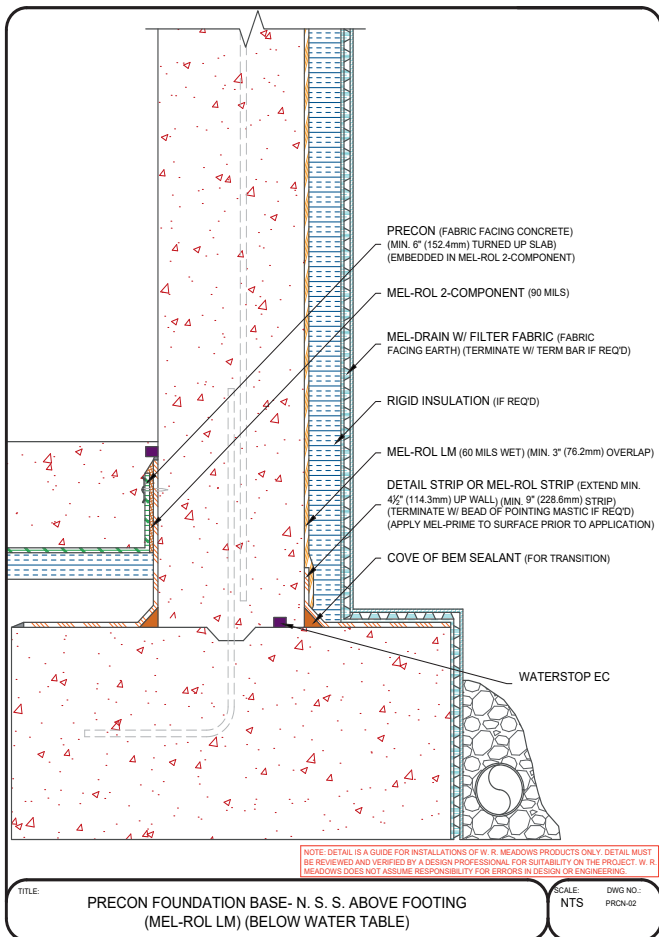 PRECON (FABRIC FACING CONCRETE)
(MIN. 6" (152.4mm) TURNED UP SLAB)
(EMBEDDED IN MEL-ROL 2-COMPONENT)
MEL-ROL 2-COMPONENT (90 MILS)
MEL-DRAIN W/ FILTER FABRIC (FABRIC
FACING EARTH) (TERMINATE W/ TERM BAR IF REQ'D)
RIGID INSULATION (IF REQ'D)
MEL-ROL LM (60 MILS WET) (MIN. 3" (76.2mm) OVERLAP)
DETAIL STRIP OR MEL-ROL STRIP (EXTEND MIN.
4½" (114.3mm) UP WALL) (MIN. 9" (228.6mm) STRIP)
(TERMINATE W/ BEAD OF POINTING MASTIC IF REQ'D)
(APPLY MEL-PRIME TO SURFACE PRIOR TO APPLICATION)
COVE OF BEM SEALANT (FOR TRANSITION)
WATERSTOP EC
NOTE: DETAIL IS A GUIDE FOR INSTALLATIONS OF W. R. MEADOWS PRODUCTS ONLY. DETAIL MUST
BE REVIEWED AND VERIFIED BY A DESIGN PROFESSIONAL FOR SUITABILITY ON THE PROJECT. W. R.
MEADOWS DOES NOT ASSUME RESPONSIBILITY FOR ERRORS IN DESIGN OR ENGINEERING.
TITLE:
PRECON FOUNDATION BASE- N. S. S. ABOVE FOOTING
(MEL-ROL LM) (BELOW WATER TABLE)
SCALE:
NTS
DWG NO.:
PRCN-02